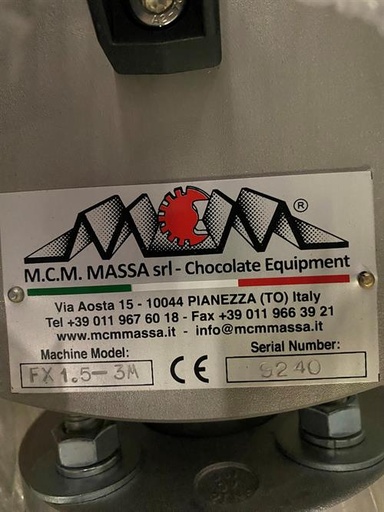 MCM ®
M.C.M. MASSA srl - Chocolate Equipment
Via Aosta 15 - 10044 PIANEZZA (TO) Italy
Tel +39 011 967 60 18 - Fax +39 011 966 39 21
www.mcmmassa.it - info@mcmmassa.it
Machine Model: Serial Number:
FX 1.5-3M CE 9240